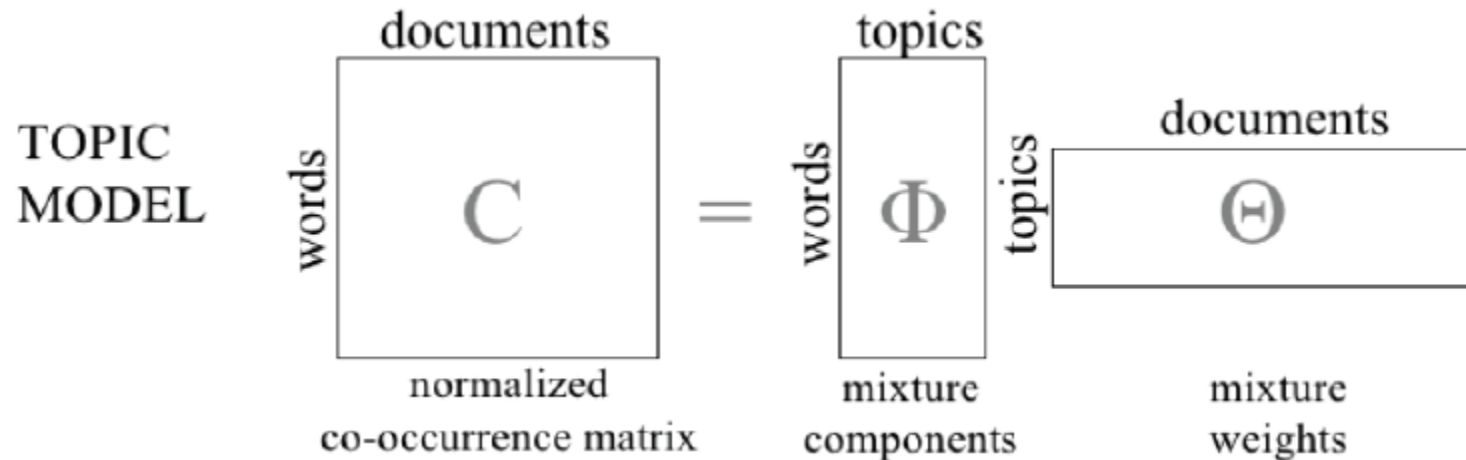 TOPIC
MODEL
documents
words
C
normalized
co-occurrence matrix
=
topics
words
Φ
mixture
components
documents
topics
Θ
mixture
weights